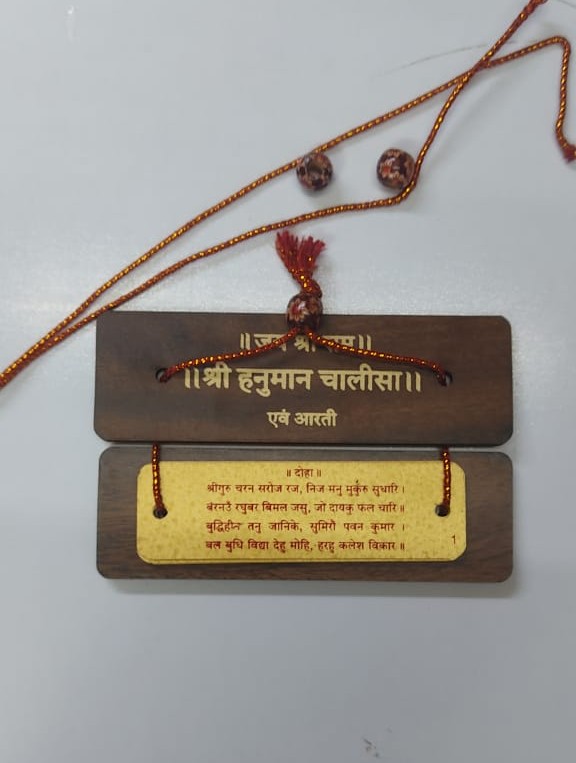 ॥जय श्री राम॥
॥श्री हनुमान चालीसा॥
एवं आरती
॥ दोहा ॥
श्रीगुरु चरन सरोज रज, निज मनु मुकुरु सुधारि ।
बरनउँ रघुबर बिमल जसु, जो दायकु फल चारि॥
बुद्धिहीन तनु जानिके, सुमिरौ पवन कुमार ।
बल बुधि विद्या देहु मोहि, हरहु कलेश विकार ॥
1